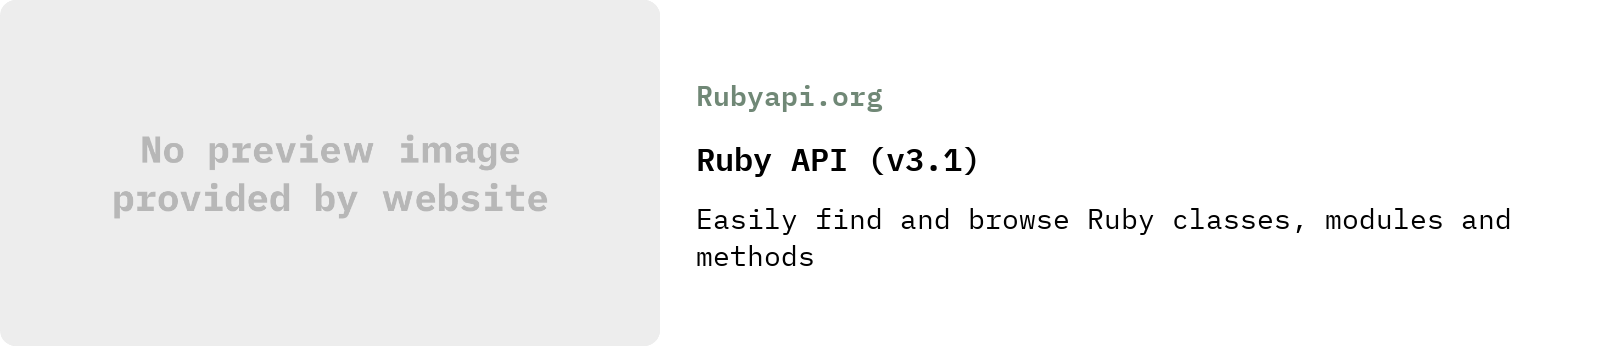 No preview image
provided by website
Rubyapi.org
Ruby API (v3.1)
Easily find and browse Ruby classes, modules and
methods